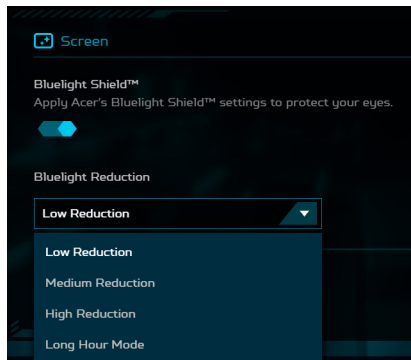 Screen
Bluelight Shield™
Apply Acer's Bluelight Shield™ settings to protect your eyes.
Bluelight Reduction
Low Reduction
Low Reduction
Medium Reduction
High Reduction
Long Hour Mode